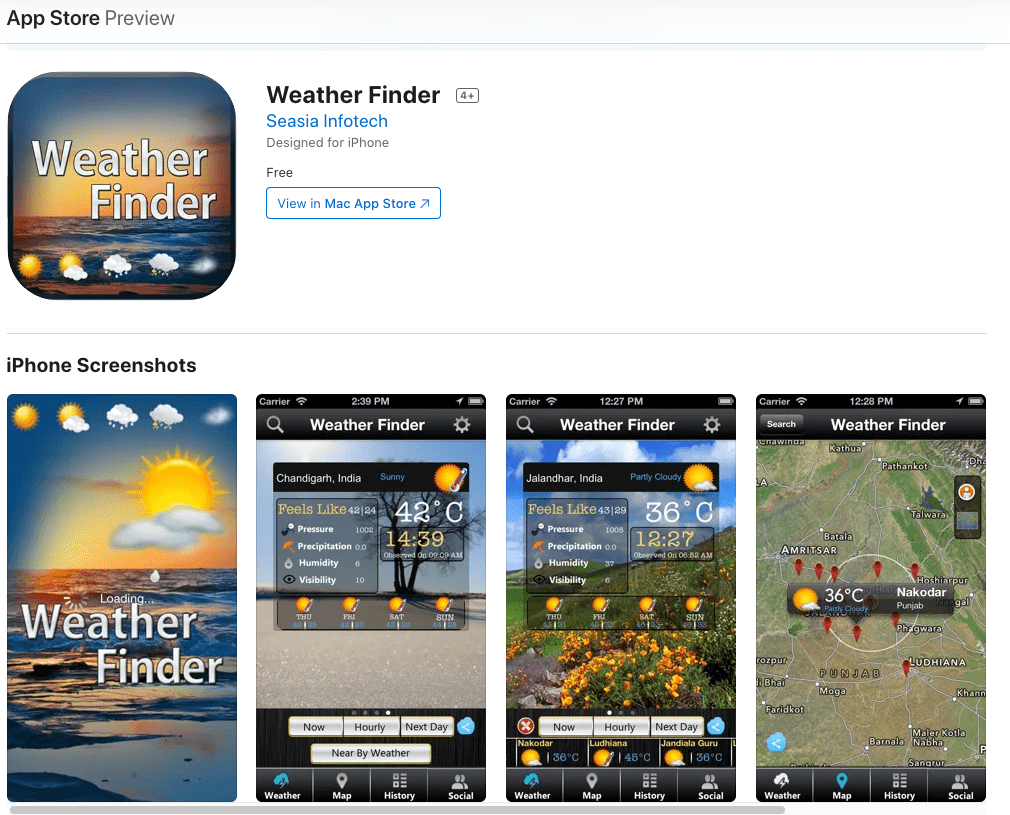 App Store Preview
Weather
Finder
Weather Finder 4+
Seasia Infotech
Designed for iPhone
Free
View in Mac App Store ↗
iPhone Screenshots
Loading...
Weather
Finder
Carrier 2:39 PM
Weather Finder
Chandigarh, India Sunny
Feels Like 42|24 42°C
Pressure 1002
14:39
Precipitation 0.0
Observed On 09:09 AM
Humidity 6
Visibility 10
THU FRI SAT SUN
Now Hourly Next Day
Near By Weather
Weather Map History Social
Carrier 12:27 PM
Weather Finder
Jalandhar, India Partly Cloudy
Feels Like 43|29 36°C
Pressure 1005
12:27
Precipitation 0.0
Observed On 06:52 AM
Humidity 37
Visibility 6
THU FRI SAT SUN
Now Hourly Next Day
Nakodar Ludhiana Jandiala Guru
36°C 45°C 36°C
Weather Map History Social
Carrier 12:28 PM
Search Weather Finder
Kathua
Pathankot
Talwara
Batala
AMRITSAR
Hoshiarpur
36°C Nakodar
Partly Cloudy Punjab
Phagwara
LUDHIANA
PUNJAB
Moga
Khann
Faridkot
Maler Kotla
Barnala Nabha
Sangrur
Weather Map History Social